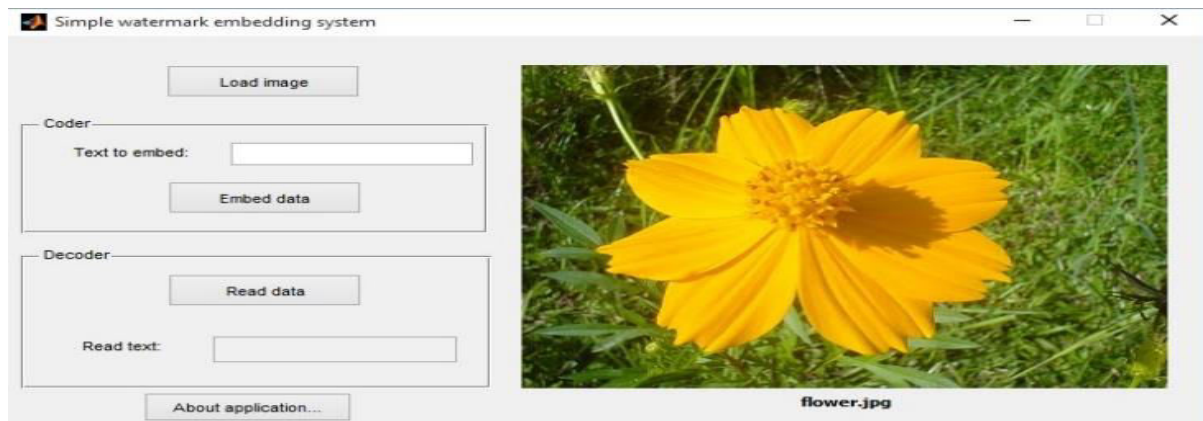 Simple watermark embedding system
Load image
Coder
Text to embed:
Embed data
Decoder
Read data
Read text:
About application...
flower.jpg